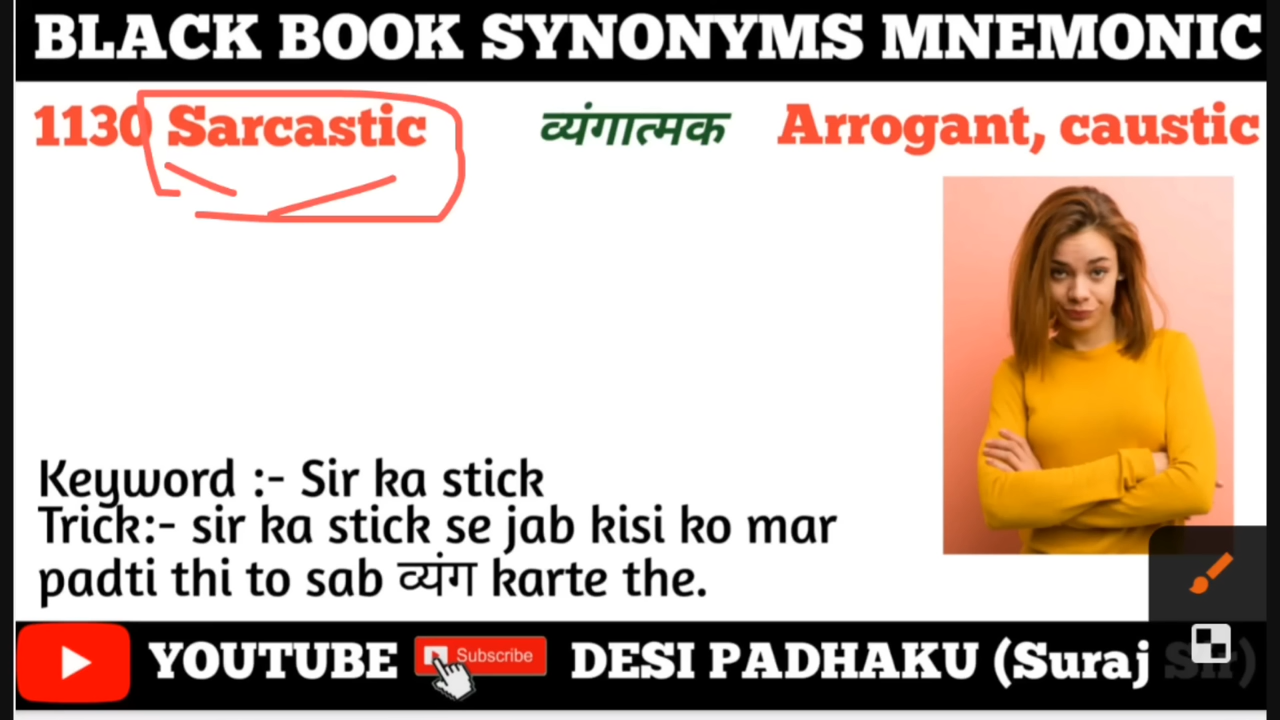 BLACK BOOK SYNONYMS MNEMONIC
1130 Sarcastic व्यंगात्मक Arrogant, caustic
Keyword :- Sir ka stick
Trick:- sir ka stick se jab kisi ko mar
padti thi to sab व्यंग karte the.
YOUTUBE Subscribe DESI PADHAKU (Suraj Sir)